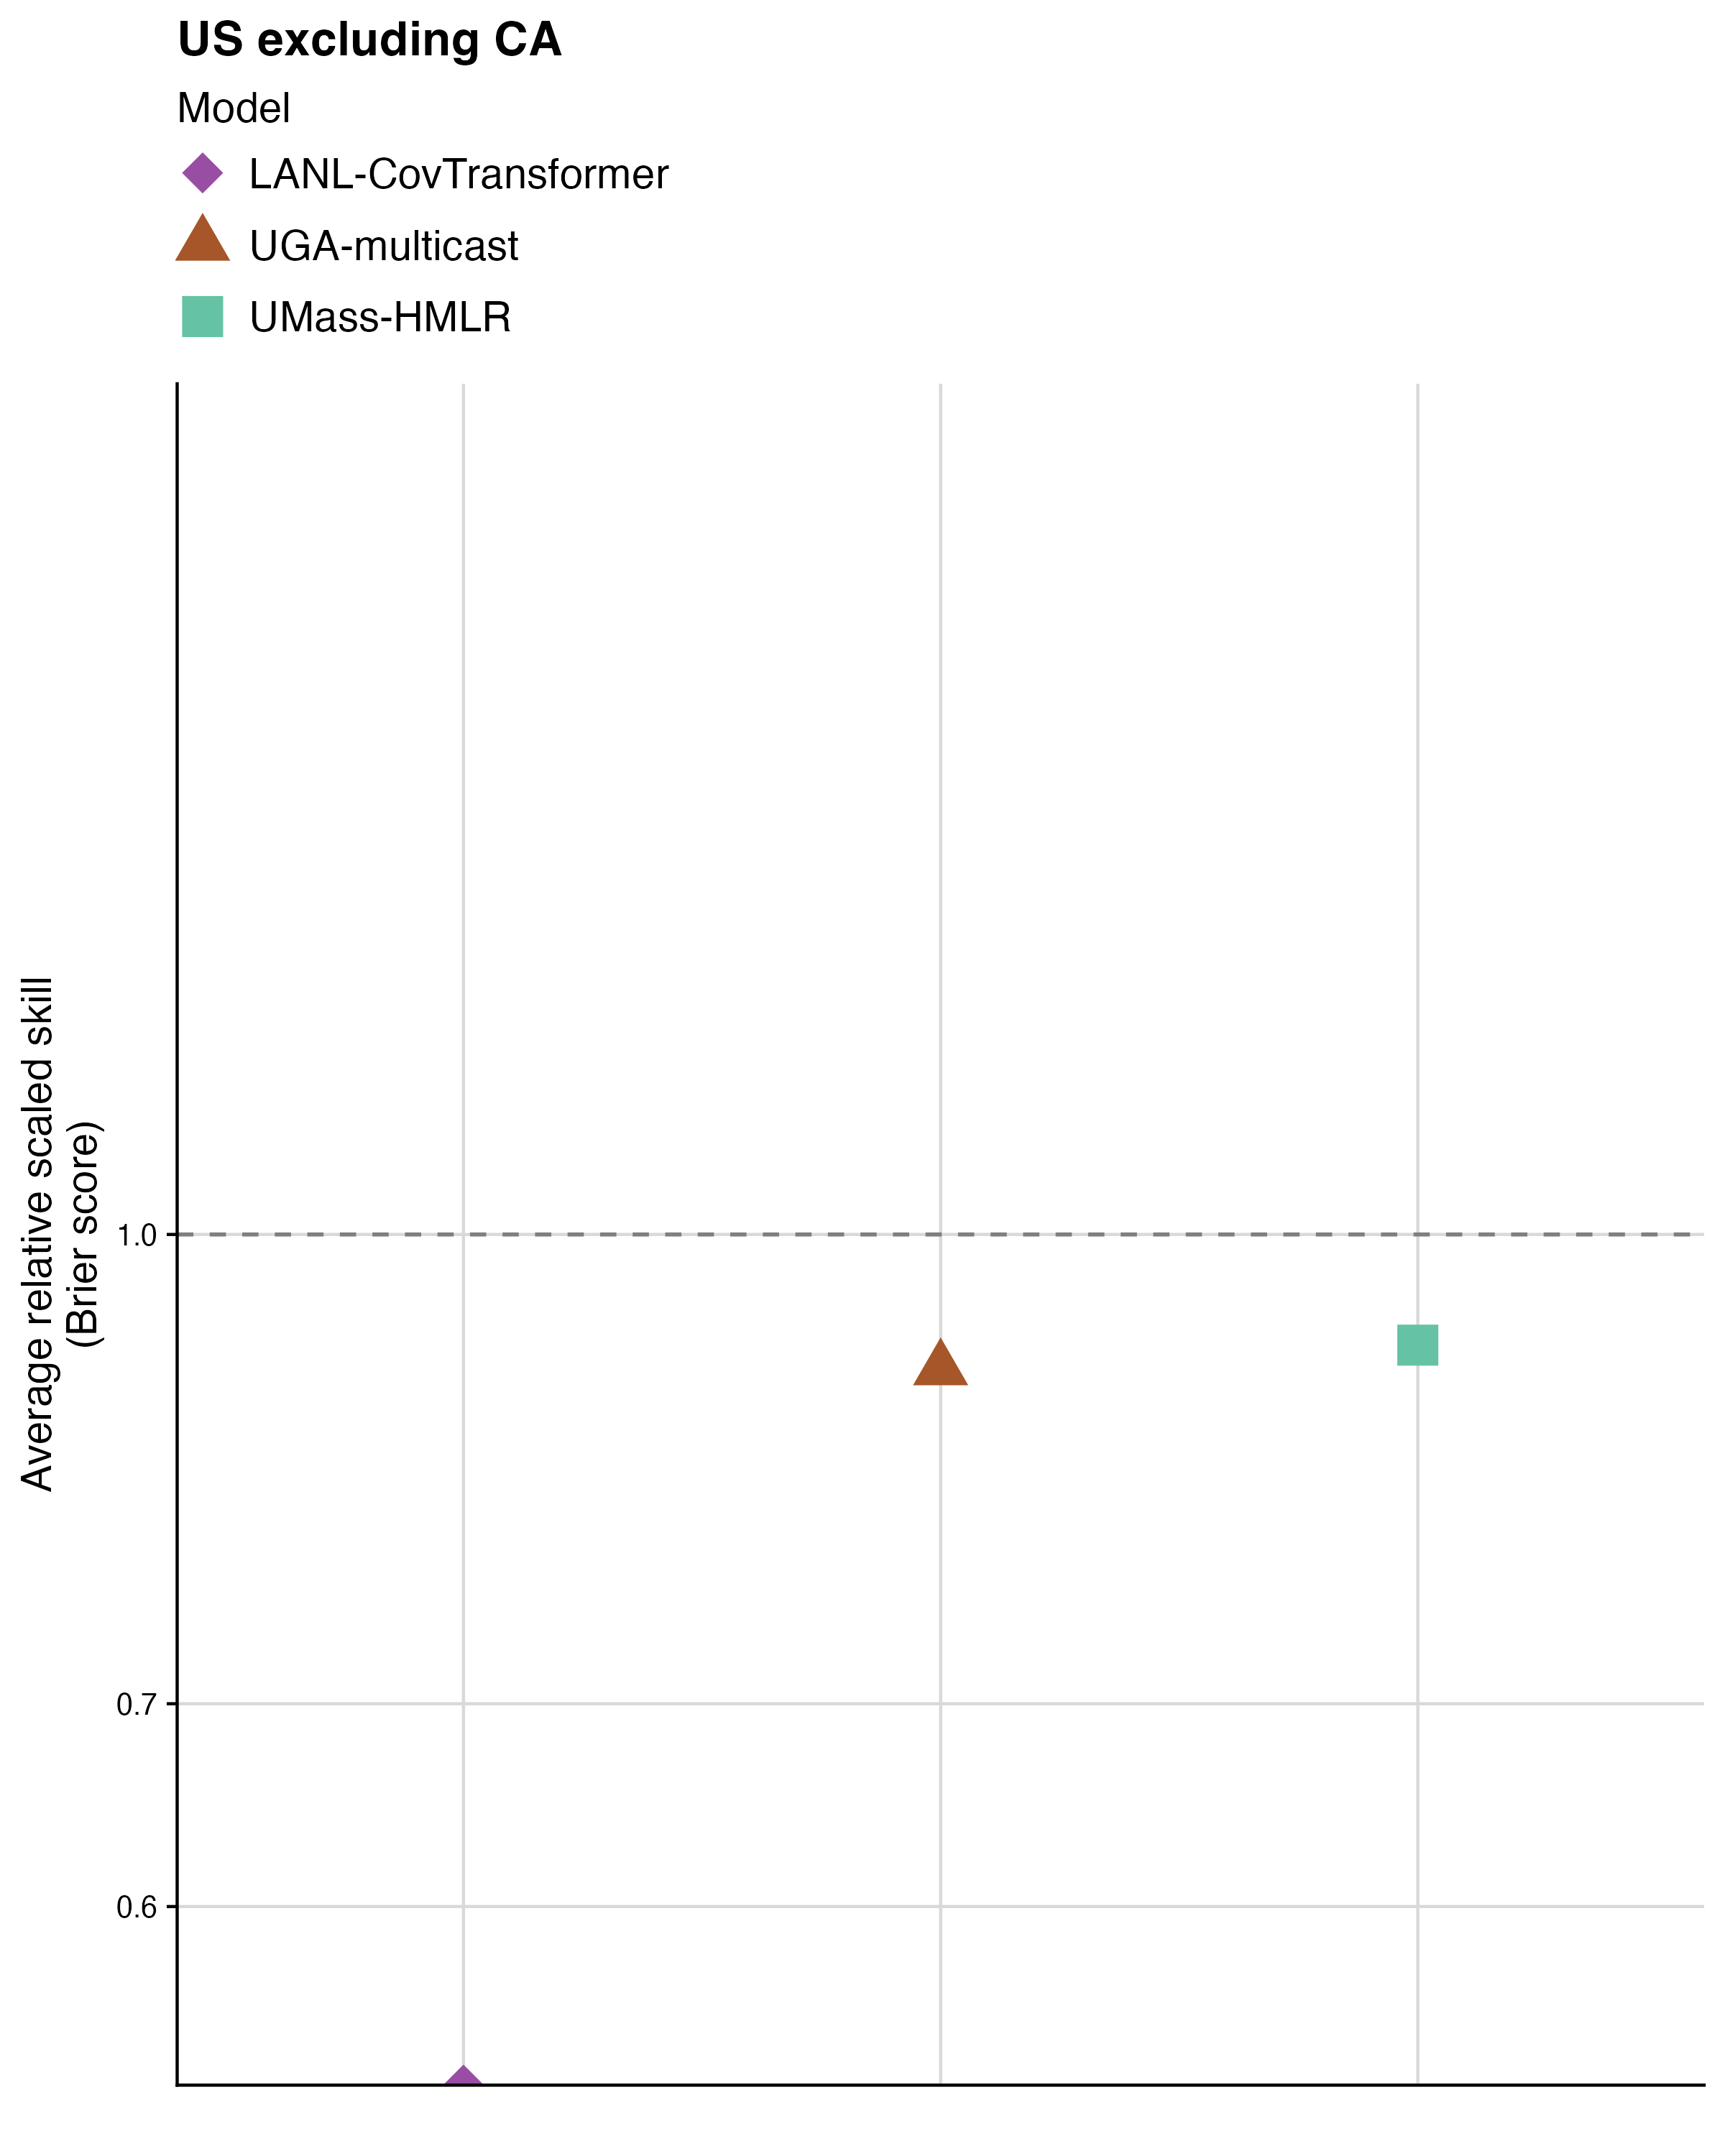 US excluding CA
Model
LANL-CovTransformer
UGA-multicast
UMass-HMLR
Average relative scaled skill
(Brier score)
1.0
0.7
0.6